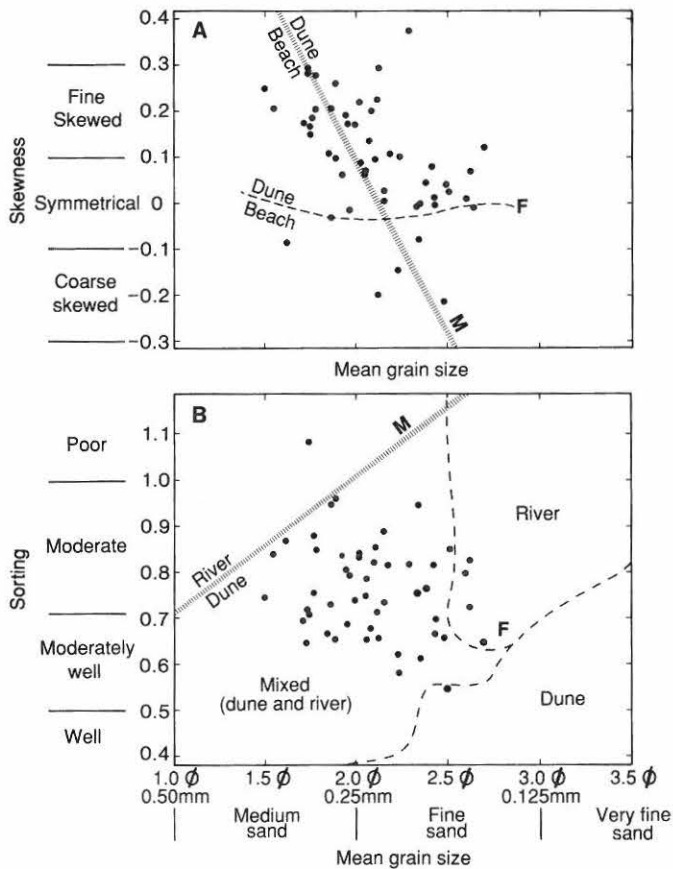 A
Skewness
0.4
0.3
0.2
0.1
0
−0.1
−0.2
−0.3
Fine
Skewed
Symmetrical
Coarse
skewed
Dune
Beach
Dune
Beach
F
M
Mean grain size
B
Sorting
1.1
1.0
0.9
0.8
0.7
0.6
0.5
0.4
Poor
Moderate
Moderately
well
Well
M
River
Dune
River
F
Mixed
(dune and river)
Dune
1.0 Ø 1.5 Ø 2.0 Ø 2.5 Ø 3.0 Ø 3.5 Ø
0.50mm 0.25mm 0.125mm
Medium
sand
Fine
sand
Very fine
sand
Mean grain size